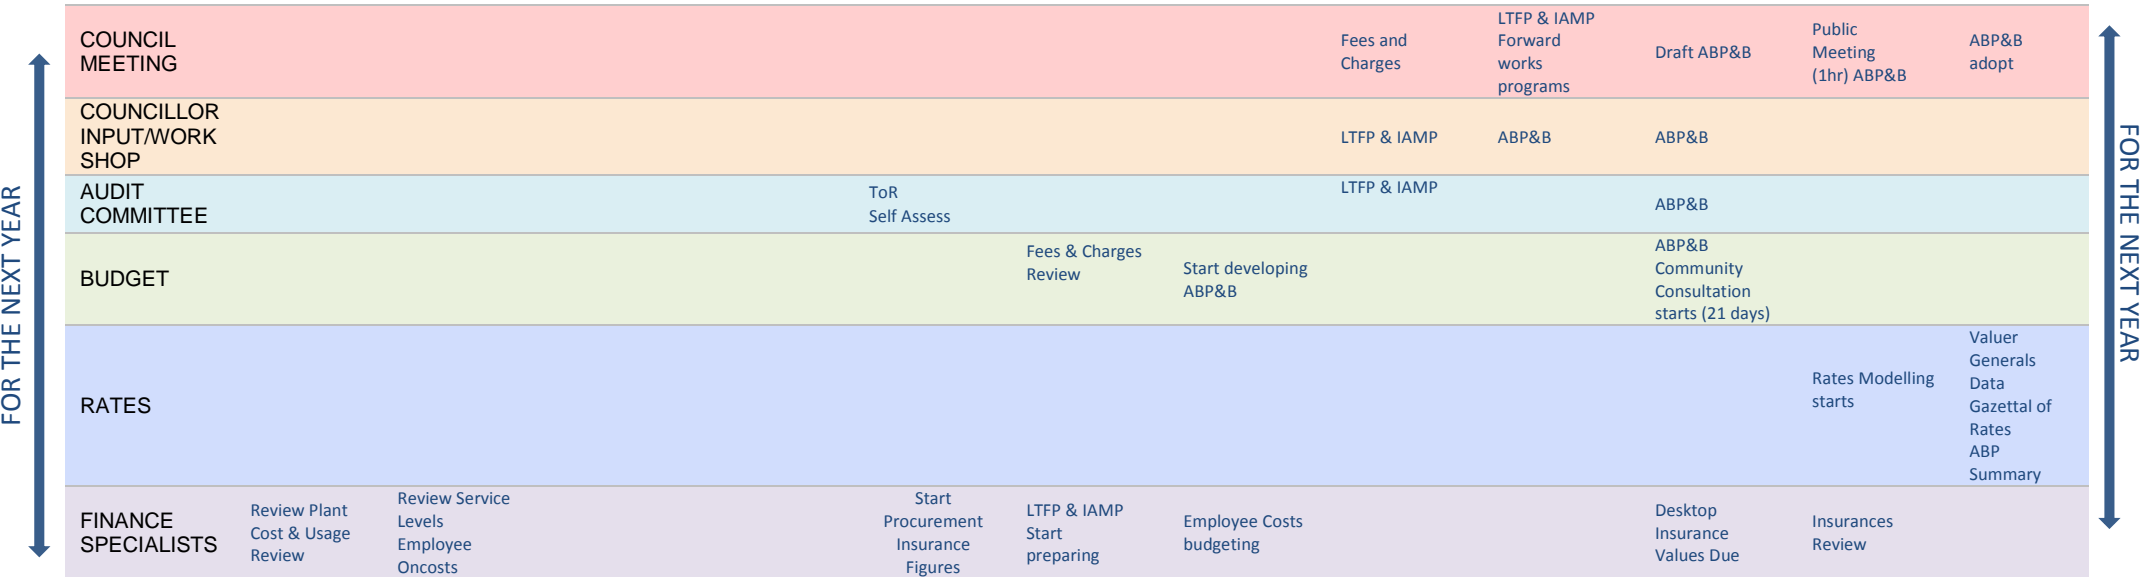 FOR THE NEXT YEAR
COUNCIL
MEETING
Fees and
Charges
LTFP & IAMP
Forward
works
programs
Draft ABP&B
Public
Meeting
(1hr) ABP&B
ABP&B
adopt
COUNCILLOR
INPUT/WORK
SHOP
LTFP & IAMP
ABP&B
ABP&B
AUDIT
COMMITTEE
ToR
Self Assess
LTFP & IAMP
ABP&B
BUDGET
Fees & Charges
Review
Start developing
ABP&B
ABP&B
Community
Consultation
starts (21 days)
RATES
Rates Modelling
starts
Valuer
Generals
Data
Gazettal of
Rates
ABP
Summary
FINANCE
SPECIALISTS
Review Plant
Cost & Usage
Review
Review Service
Levels
Employee
Oncosts
Start
Procurement
Insurance
Figures
LTFP & IAMP
Start
preparing
Employee Costs
budgeting
Desktop
Insurance
Values Due
Insurances
Review
FOR THE NEXT YEAR